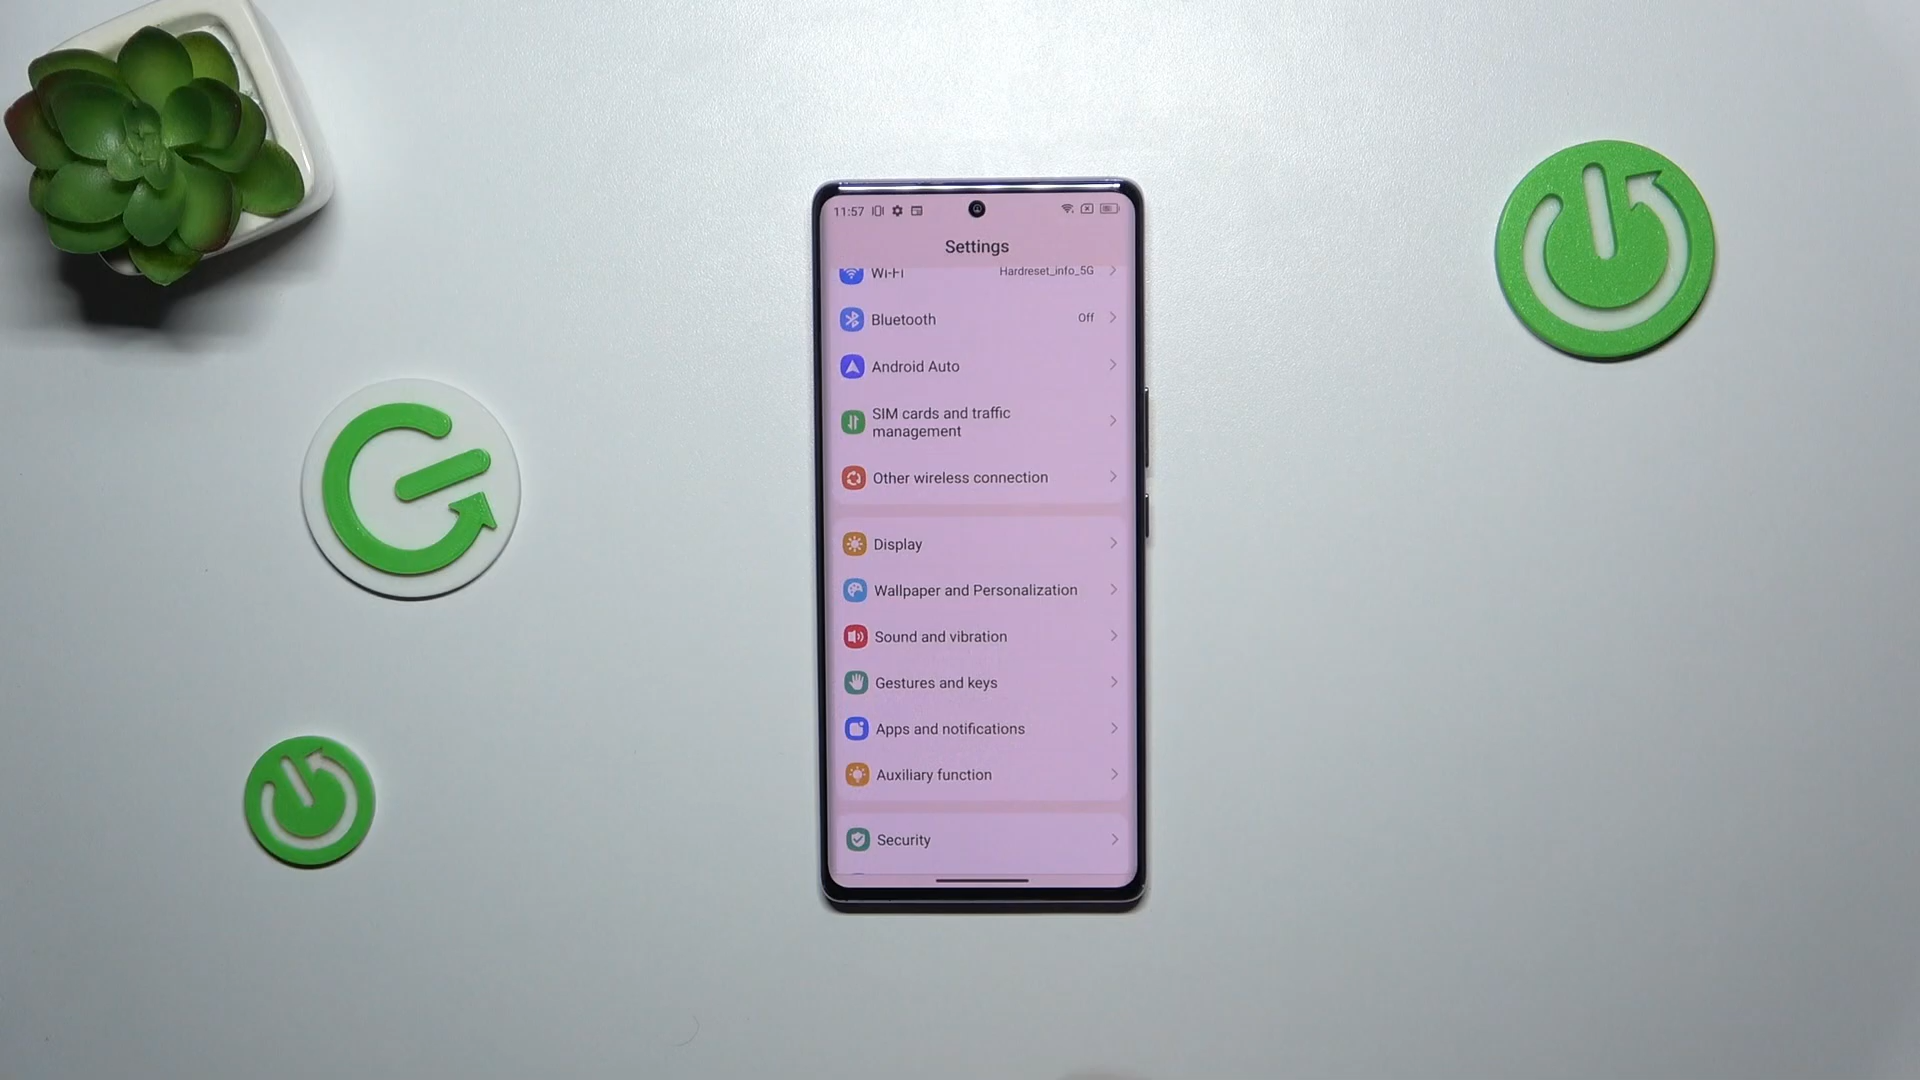 11:57
Settings
Wi-Fi
Hardreset_info_5G
Bluetooth
Off
Android Auto
SIM cards and traffic
management
Other wireless connection
Display
Wallpaper and Personalization
Sound and vibration
Gestures and keys
Apps and notifications
Auxiliary function
Security